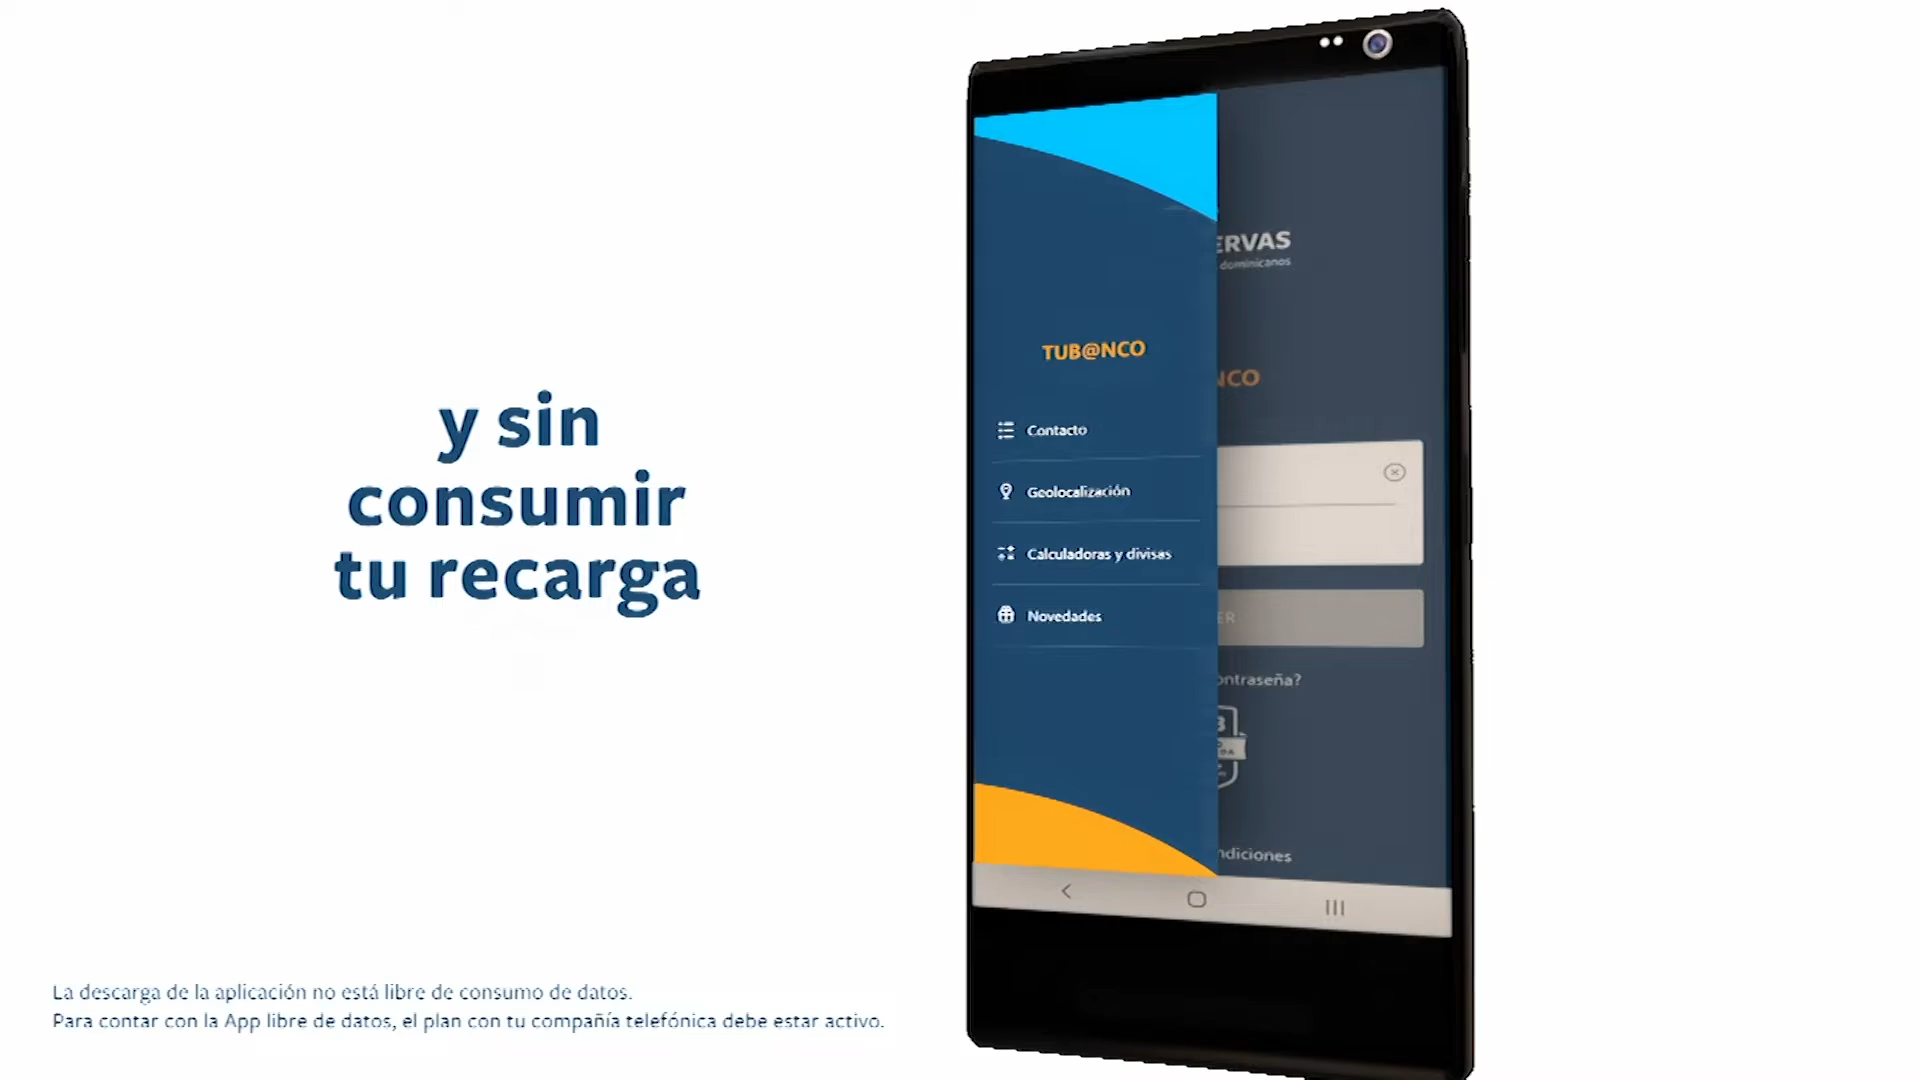 y sin
consumir
tu recarga
TUB@NCO
Contacto
Geolocalización
Calculadoras y divisas
Novedades
ERVAS
dominicanos
NCO
ER
ontraseña?
ndiciones
La descarga de la aplicación no está libre de consumo de datos.
Para contar con la App libre de datos, el plan con tu compañía telefónica debe estar activo.